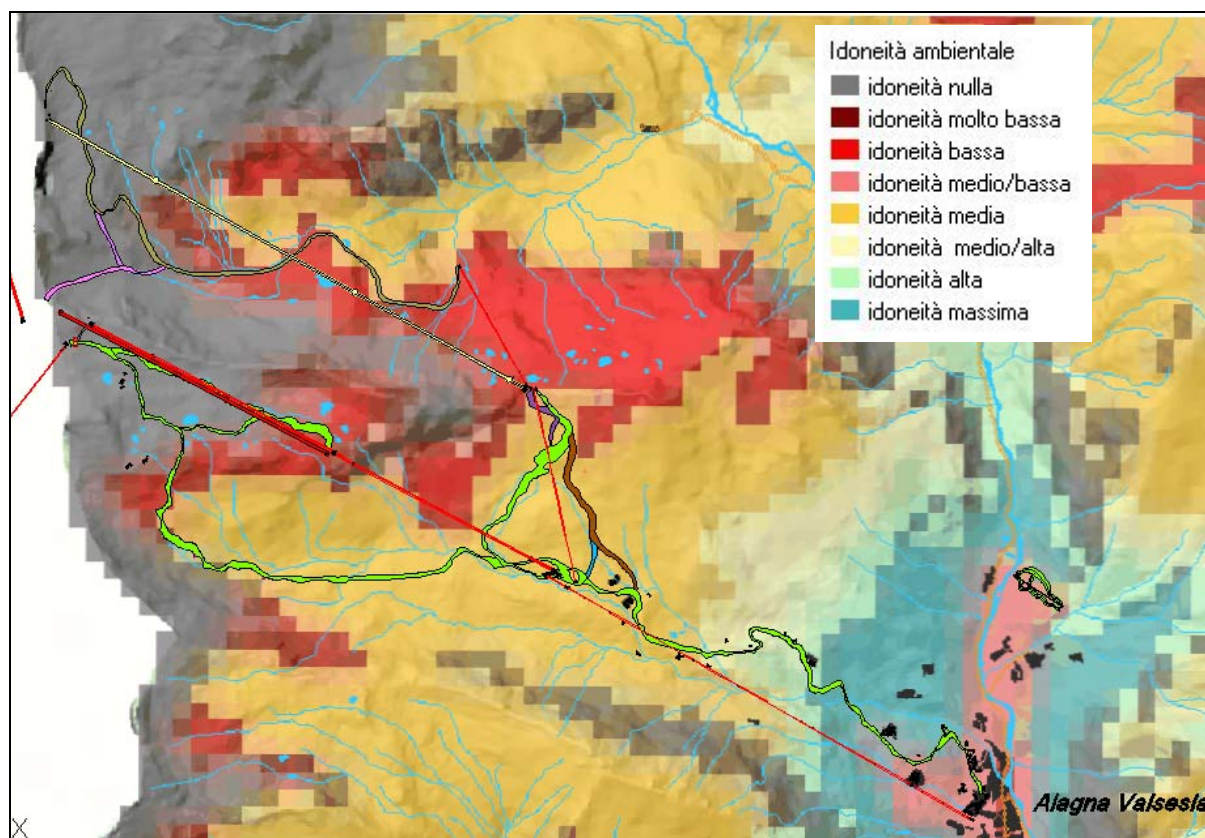 Idoneità ambientale
idoneità nulla
idoneità molto bassa
idoneità bassa
idoneità medio/bassa
idoneità media
idoneità medio/alta
idoneità alta
idoneità massima
Alagna Valsesia